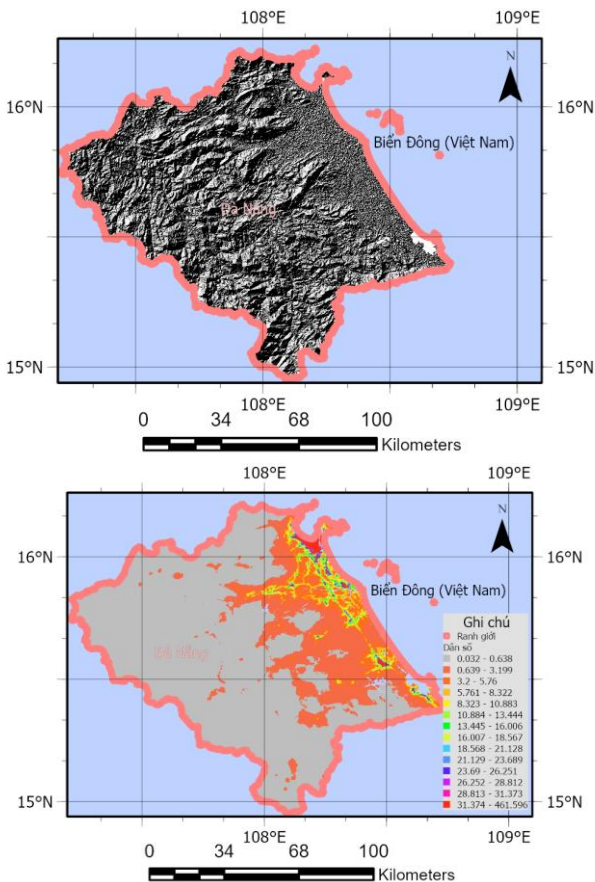 108°E 109°E
N
16°N 16°N
Biển Đông (Việt Nam)
Đà Nẵng
15°N 15°N
108°E 109°E
0 34 68 100
Kilometers
108°E 109°E
N
16°N 16°N
Biển Đông (Việt Nam)
Đà Nẵng
Ghi chú
Ranh giới
Dân số
0.032 - 0.638
0.639 - 3.199
3.2 - 5.76
5.761 - 8.322
8.323 - 10.883
10.884 - 13.444
13.445 - 16.006
16.007 - 18.567
18.568 - 21.128
21.129 - 23.689
23.69 - 26.251
26.252 - 28.812
28.813 - 31.373
31.374 - 461.596
15°N 15°N
108°E 109°E
0 34 68 100
Kilometers